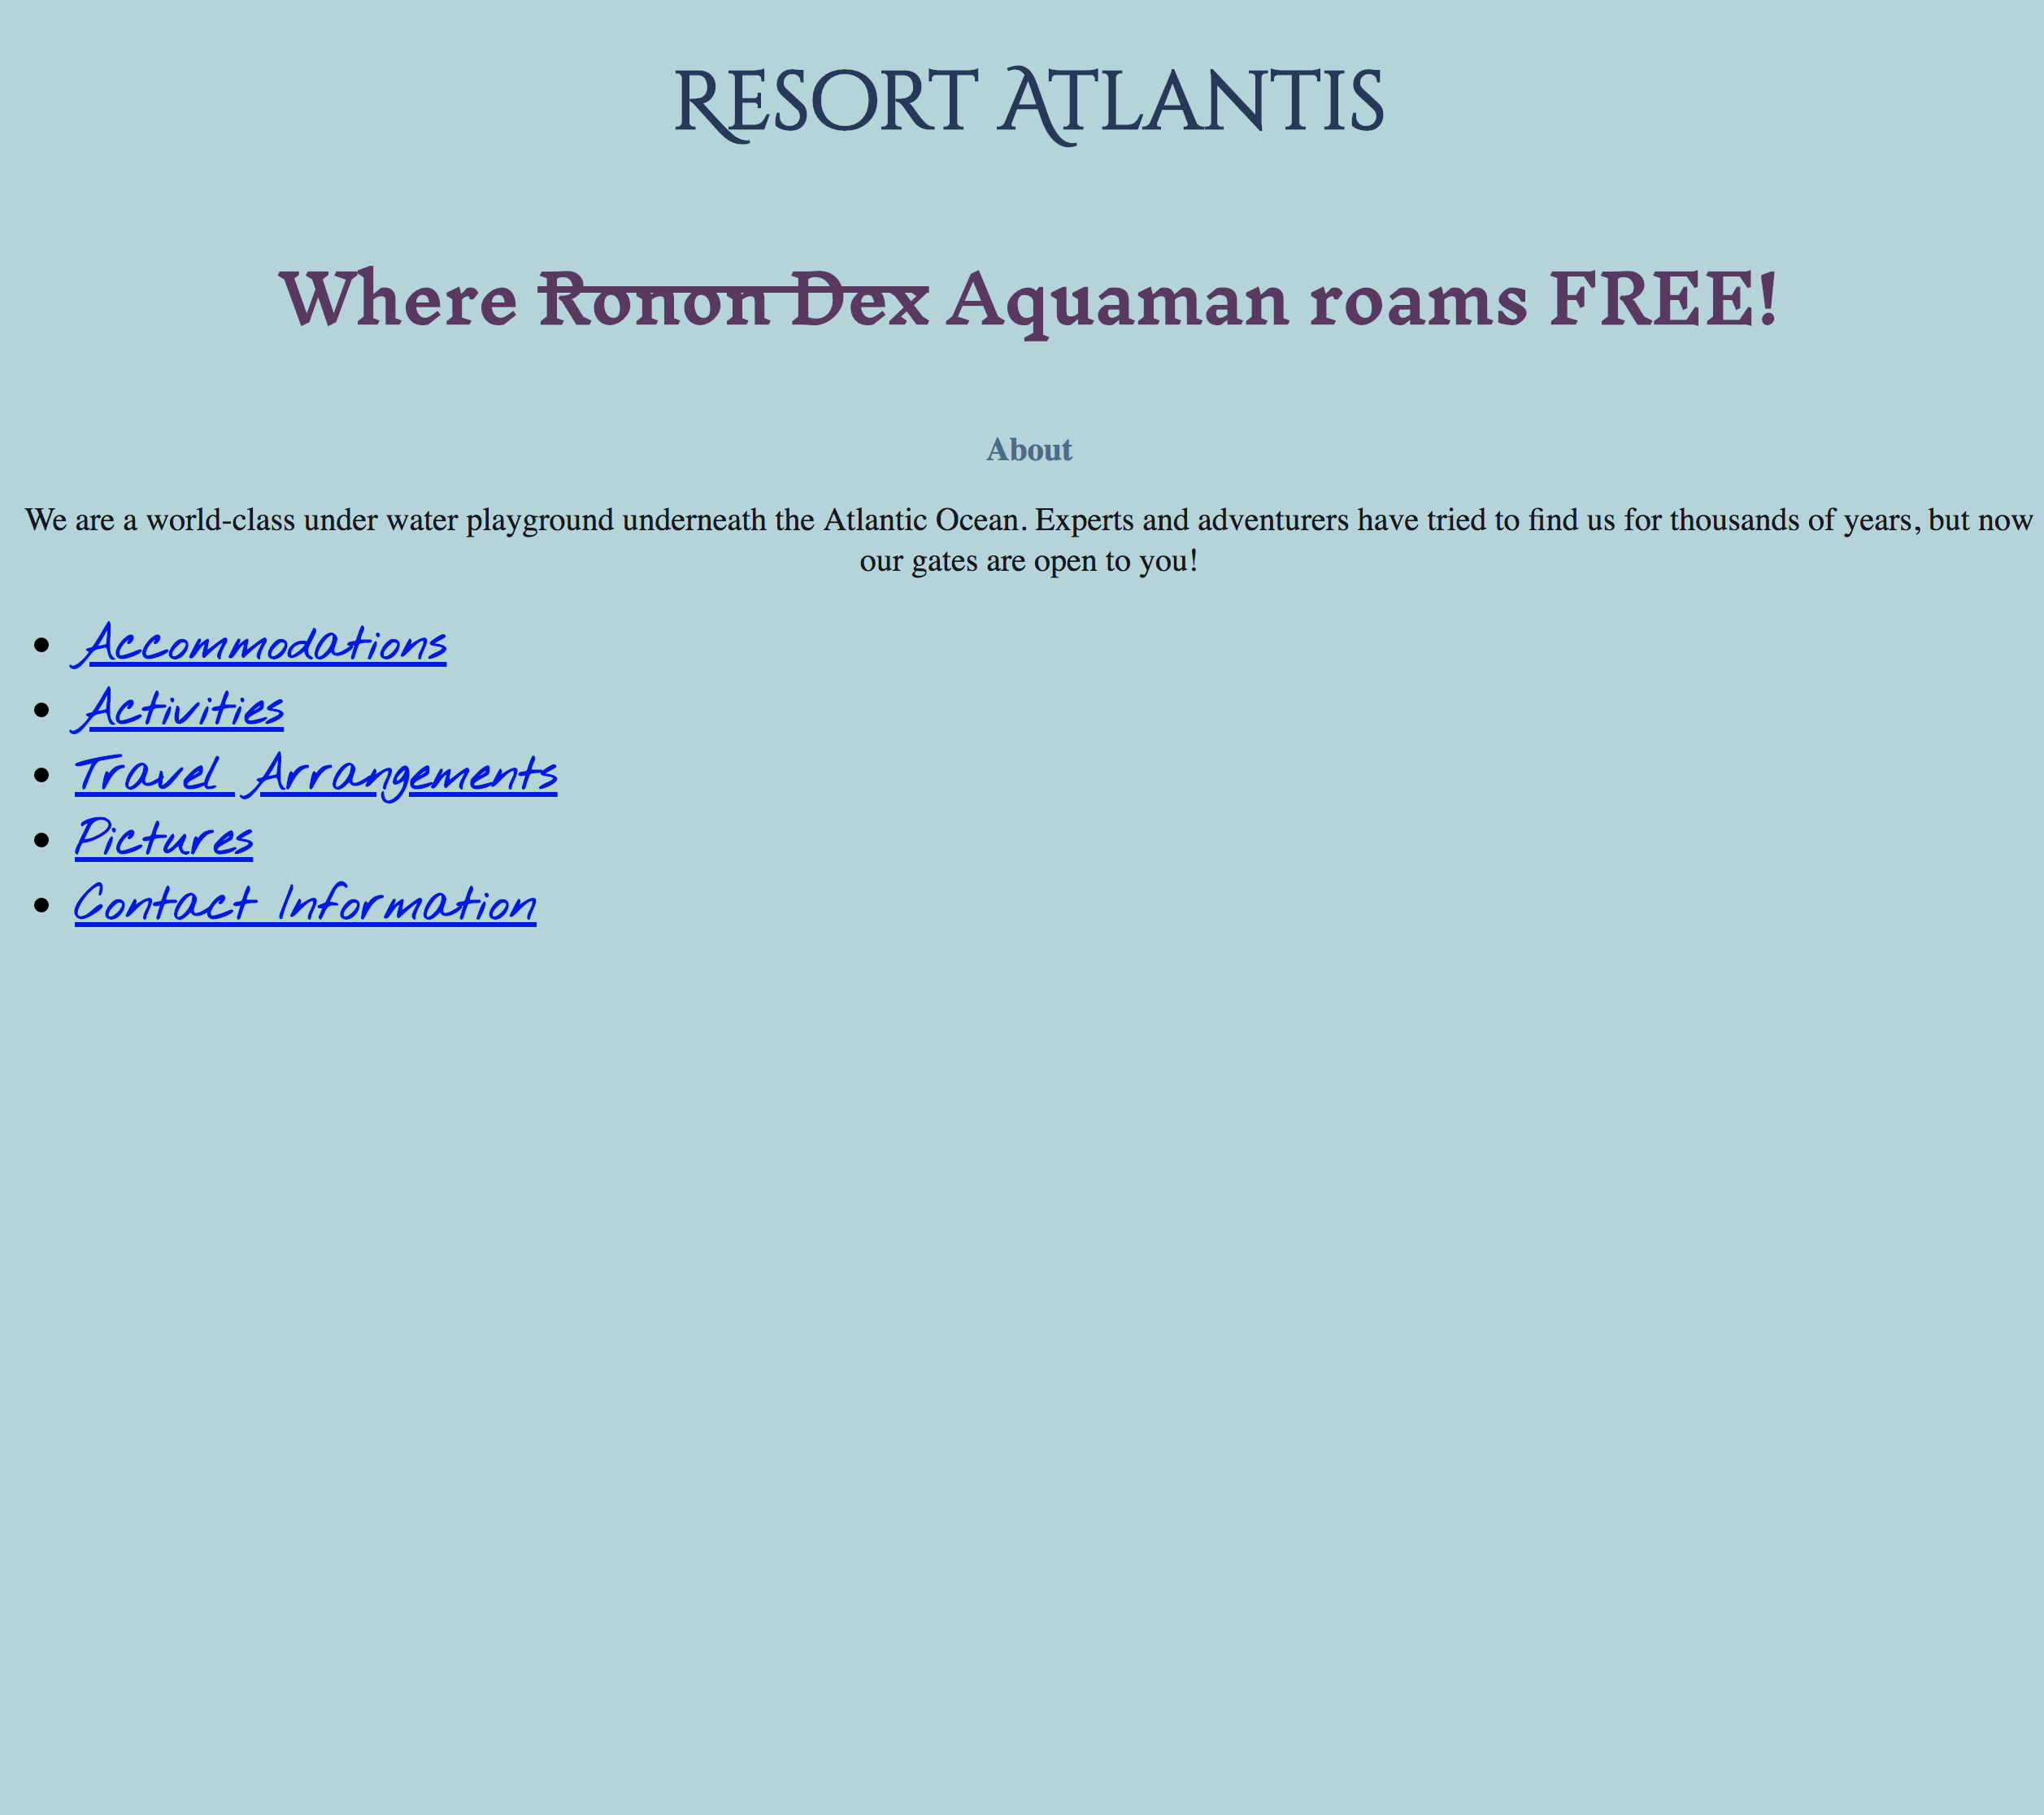 Resort Atlantis
Where Ronon Dex Aquaman roams FREE!
About
We are a world-class under water playground underneath the Atlantic Ocean. Experts and adventurers have tried to find us for thousands of years, but now
our gates are open to you!
Accommodations
Activities
Travel Arrangements
Pictures
Contact Information